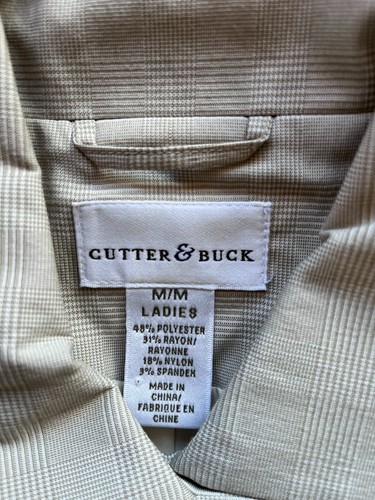 CUTTER & BUCK
M/M
LADIES
48% POLYESTER
31% RAYON/
RAYONNE
18% NYLON
3% SPANDEX
MADE IN
CHINA/
FABRIQUE EN
CHINE